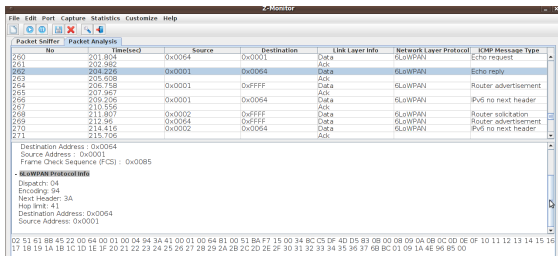 Z-Monitor
File Edit Port Capture Statistics Customize Help
Packet Sniffer Packet Analysis
No Time(sec) Source Destination Link Layer Info Network Layer Protocol ICMP Message Type
260 201.804 0x0064 0x0001 Data 6LoWPAN Echo request
261 202.982 Ack
262 204.226 0x0001 0x0064 Data 6LoWPAN Echo reply
263 205.608 Ack
264 206.758 0x0001 0xFFFF Data 6LoWPAN Router advertisement
265 207.967 Ack
266 209.206 0x0001 0x0064 Data 6LoWPAN IPv6 no next header
267 210.556 Ack
268 211.807 0x0002 0xFFFF Data 6LoWPAN Router solicitation
269 212.96 0x0064 0xFFFF Data 6LoWPAN Router advertisement
270 214.416 0x0002 0x0064 Data 6LoWPAN IPv6 no next header
271 215.706 Ack
Destination Address : 0x0064
Source Address : 0x0001
Frame Check Sequence (FCS) : 0x0085
- 6LoWPAN Protocol Info
Dispatch: 04
Encoding: 94
Next Header: 3A
Hop limit: 41
Destination Address: 0x0064
Source Address: 0x0001
02 51 61 88 45 22 00 64 00 01 00 04 94 3A 41 00 01 00 64 81 00 51 BA F7 15 00 34 8C C5 DF 4D D5 83 0B 00 08 09 0A 0B 0C 0D 0E 0F 10 11 12 13 14 15 16
17 18 19 1A 1B 1C 1D 1E 1F 20 21 22 23 24 25 26 27 28 29 2A 2B 2C 2D 2E 2F 30 31 32 33 34 35 36 37 6B BC 01 09 1A 4E 96 85 00